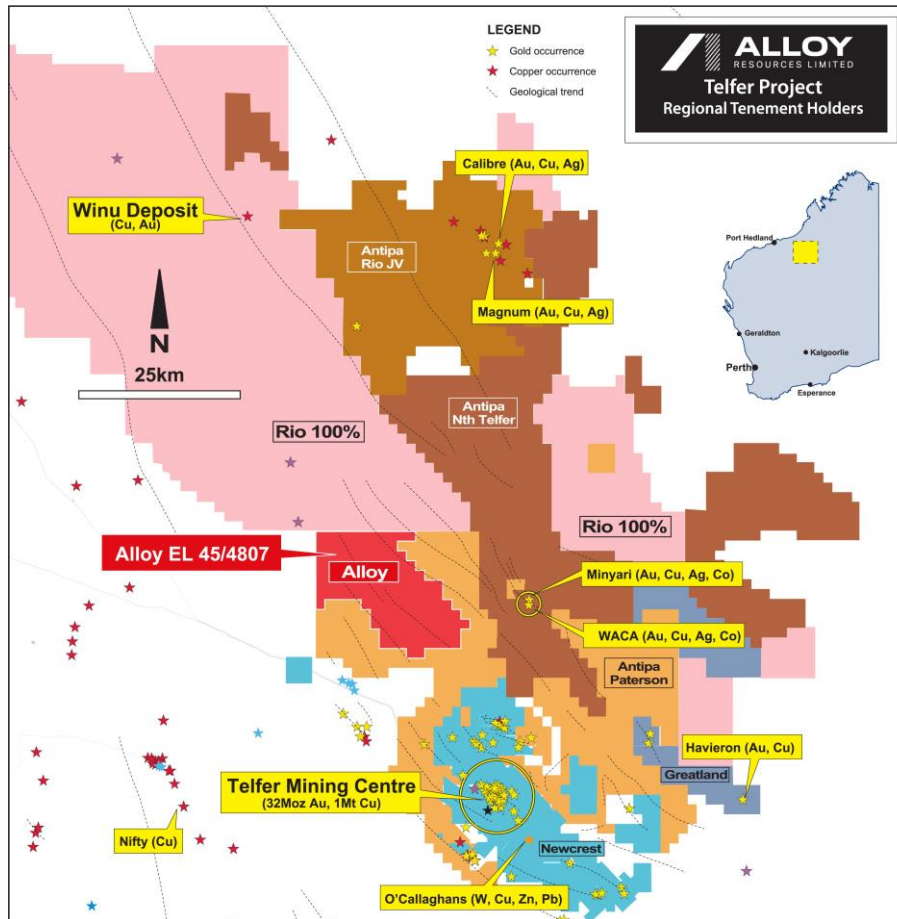 LEGEND
Gold occurrence
Copper occurrence
Geological trend
ALLOY
RESOURCES LIMITED
Telfer Project
Regional Tenement Holders
Calibre (Au, Cu, Ag)
Winu Deposit
(Cu, Au)
Antipa
Rio JV
Magnum (Au, Cu, Ag)
N
25km
Port Hedland
Geraldton
Kalgoorlie
Perth
Esperance
Antipa
Nth Telfer
Rio 100%
Rio 100%
Alloy EL 45/4807
Alloy
Minyari (Au, Cu, Ag, Co)
WACA (Au, Cu, Ag, Co)
Antipa
Paterson
Havieron (Au, Cu)
Greatland
Telfer Mining Centre
(32Moz Au, 1Mt Cu)
Nifty (Cu)
Newcrest
O'Callaghans (W, Cu, Zn, Pb)